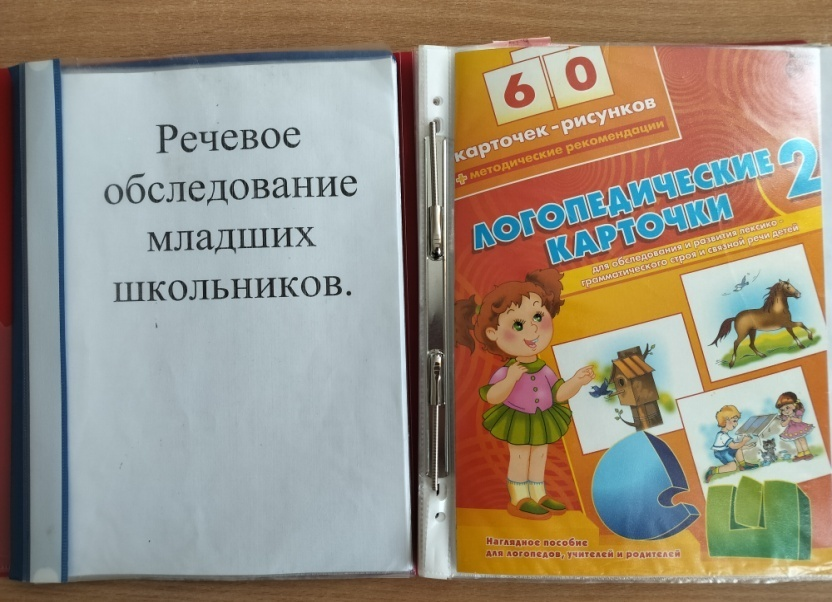 Речевое
обследование
младших
школьников.
60
карточек-рисунков
+методические рекомендации
ЛОГОПЕДИЧЕСКИЕ 2
КАРТОЧКИ
для обследования и развития лексико-
грамматического строя и связной речи детей
С Ц
Наглядное пособие
для логопедов, учителей и родителей